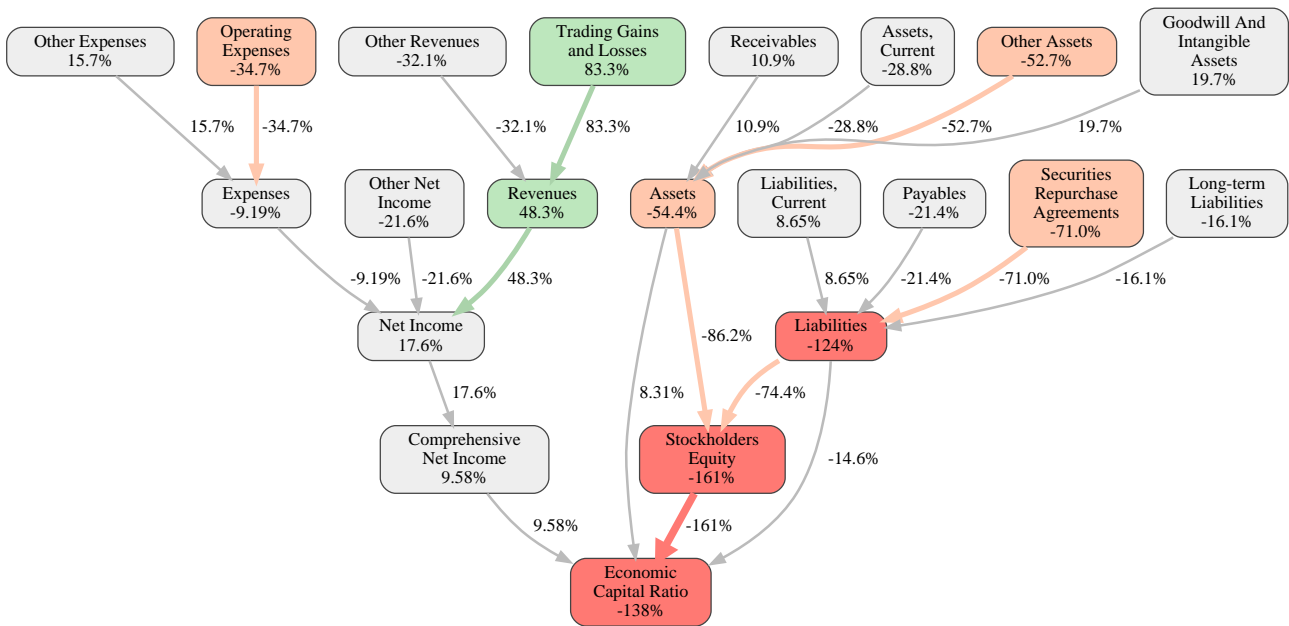 Other Expenses
15.7%
Operating
Expenses
-34.7%
Other Revenues
-32.1%
Trading Gains
and Losses
83.3%
Receivables
10.9%
Assets,
Current
-28.8%
Other Assets
-52.7%
Goodwill And
Intangible
Assets
19.7%
15.7%
-34.7%
-32.1%
83.3%
10.9%
-28.8%
-52.7%
19.7%
Expenses
-9.19%
Other Net
Income
-21.6%
Revenues
48.3%
Assets
-54.4%
Liabilities,
Current
8.65%
Payables
-21.4%
Securities
Repurchase
Agreements
-71.0%
Long-term
Liabilities
-16.1%
-9.19%
-21.6%
48.3%
8.65%
-21.4%
-71.0%
-16.1%
Net Income
17.6%
-86.2%
Liabilities
-124%
17.6%
8.31%
-74.4%
Comprehensive
Net Income
9.58%
Stockholders
Equity
-161%
-14.6%
9.58%
-161%
Economic
Capital Ratio
-138%